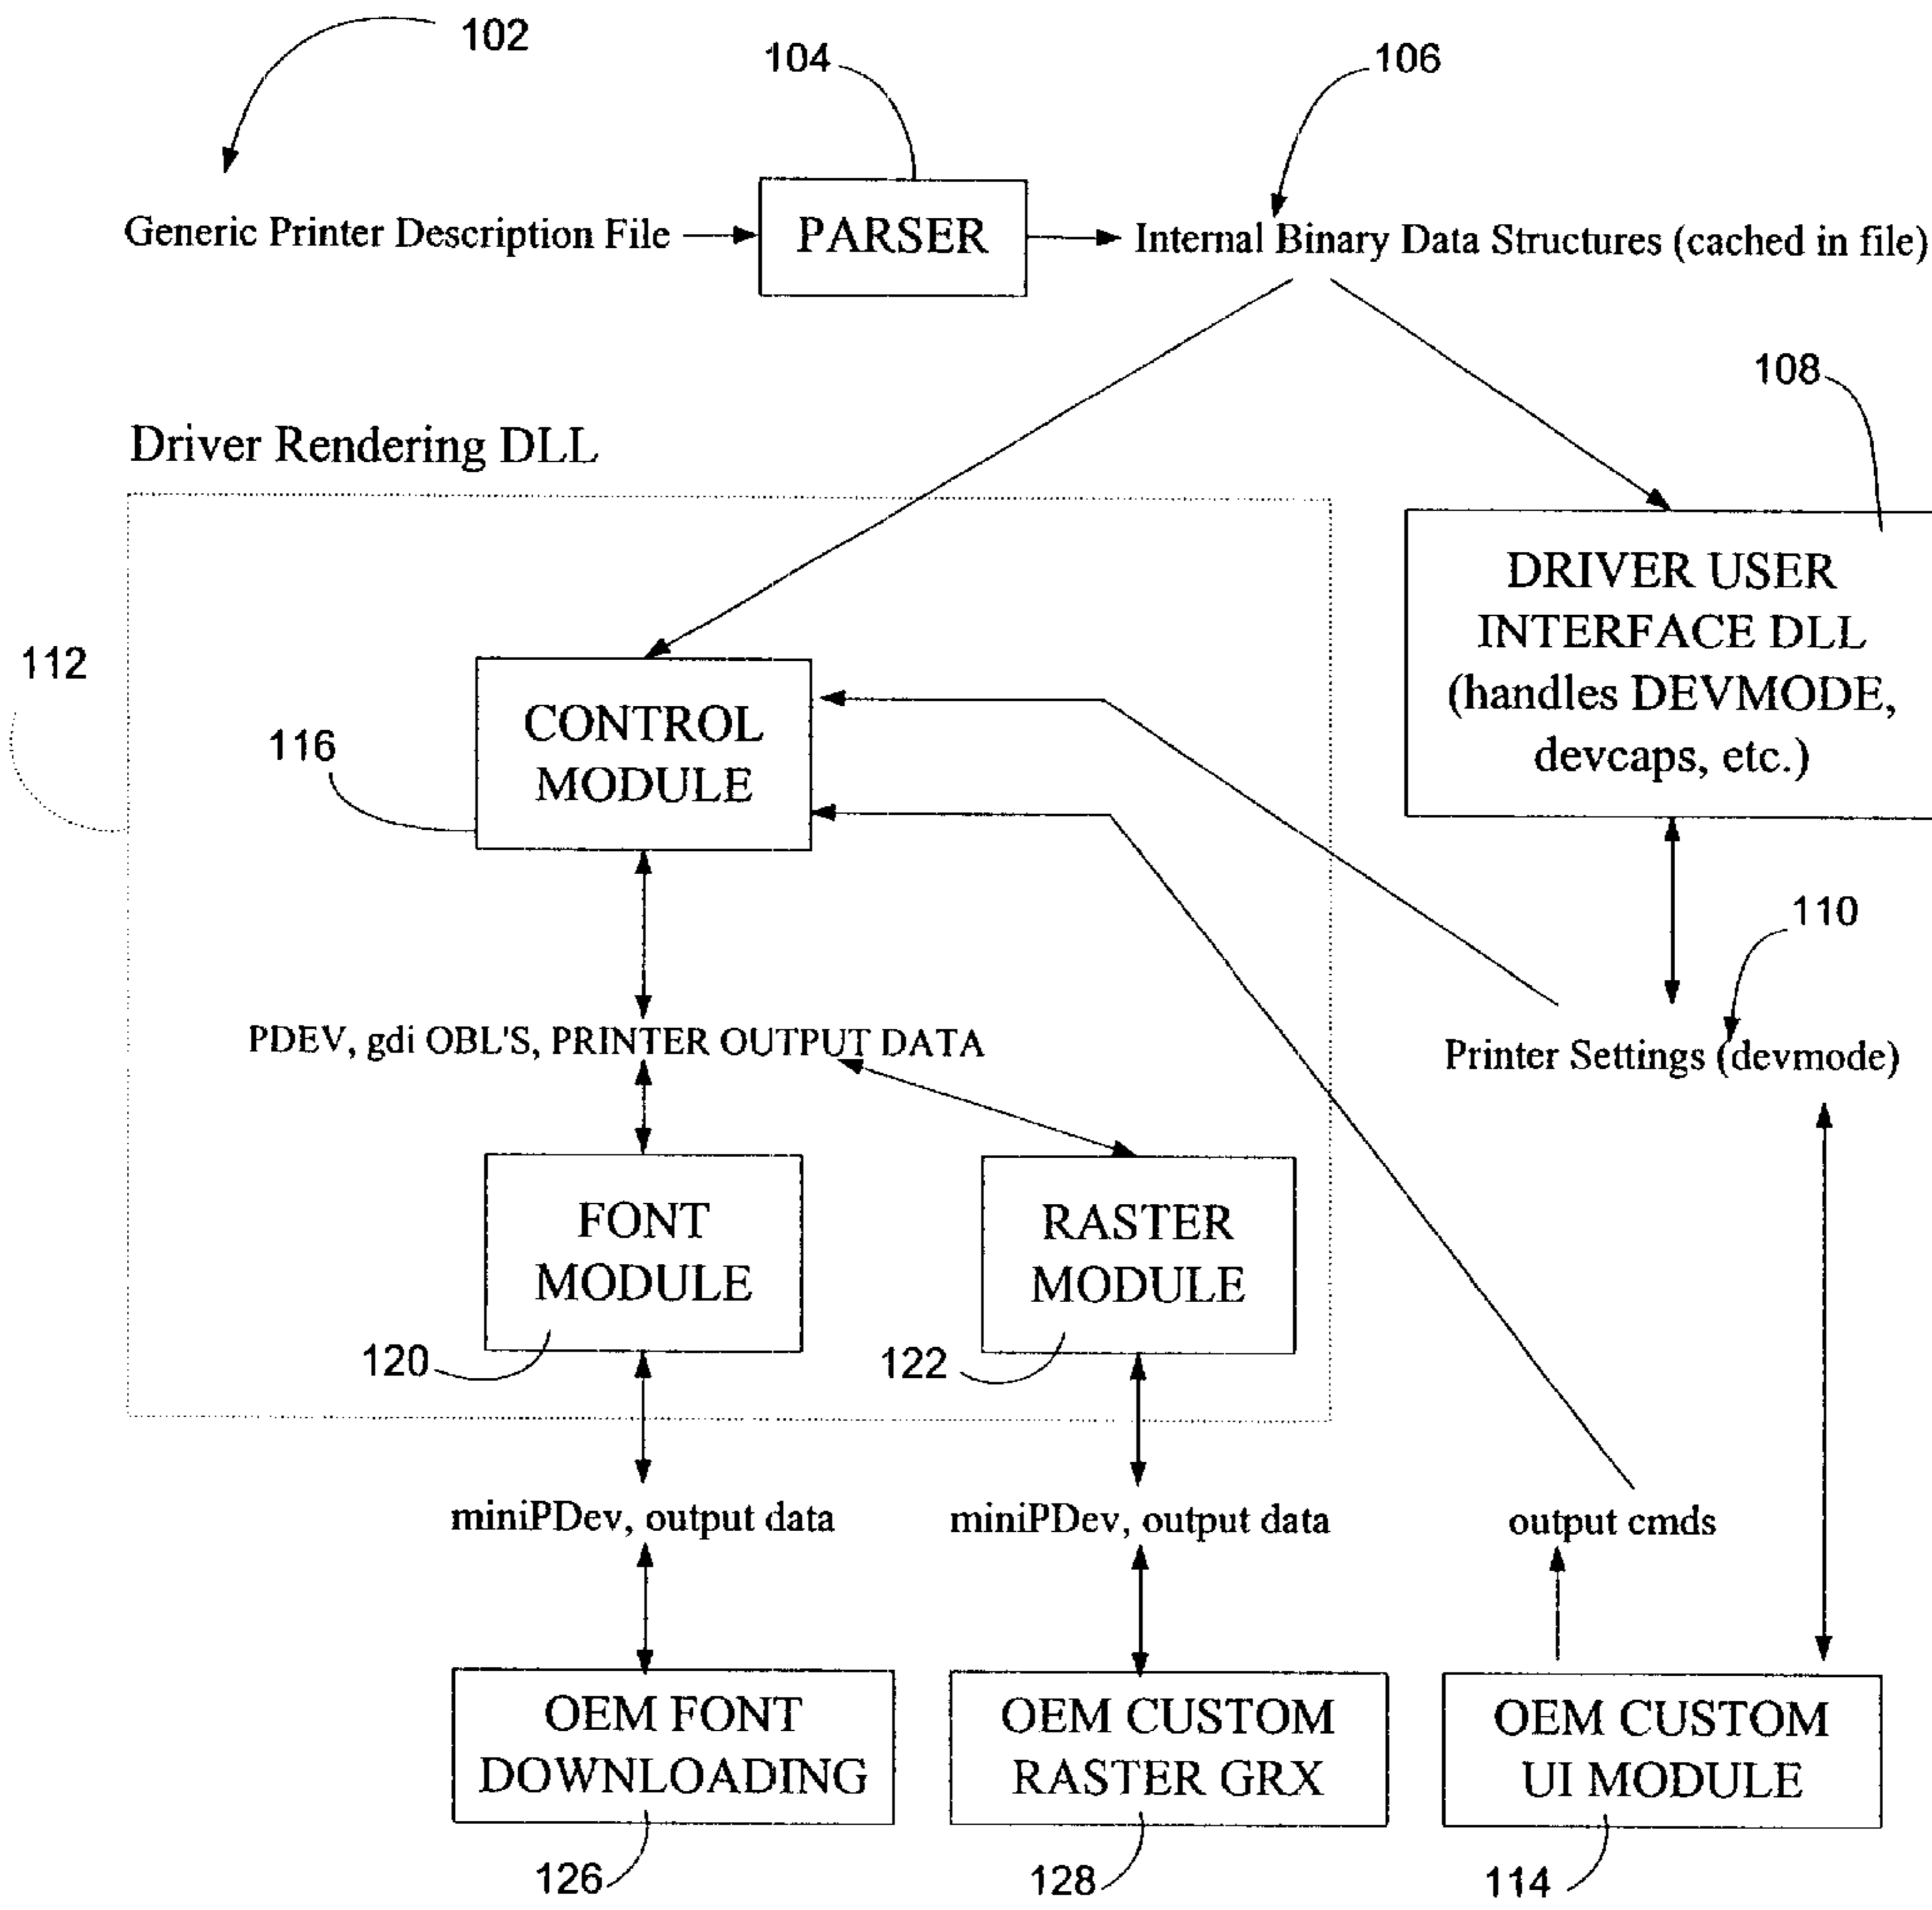 102
104
106
Generic Printer Description File
PARSER
Internal Binary Data Structures (cached in file)
108
Driver Rendering DLL
DRIVER USER
INTERFACE DLL
(handles DEVMODE,
devcaps, etc.)
112
CONTROL
MODULE
116
110
PDEV, gdi OBL'S, PRINTER OUTPUT DATA
Printer Settings (devmode)
FONT
MODULE
RASTER
MODULE
120
122
miniPDev, output data
miniPDev, output data
output cmds
OEM FONT
DOWNLOADING
OEM CUSTOM
RASTER GRX
OEM CUSTOM
UI MODULE
126
128
114